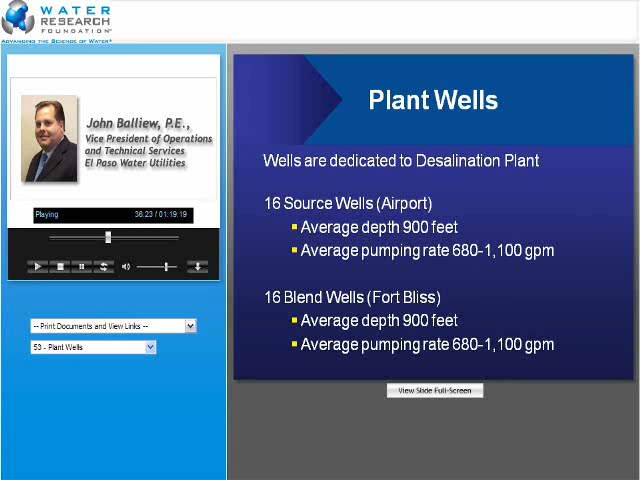 WATER
RESEARCH
FOUNDATION
ADVANCING THE SCIENCE OF WATER
John Balliew, P.E.,
Vice President of Operations
and Technical Services
El Paso Water Utilities
Playing 36:23 / 01:19:19
-- Print Documents and View Links --
53 - Plant Wells
Plant Wells
Wells are dedicated to Desalination Plant
16 Source Wells (Airport)
Average depth 900 feet
Average pumping rate 680-1,100 gpm
16 Blend Wells (Fort Bliss)
Average depth 900 feet
Average pumping rate 680-1,100 gpm
View Slide Full-Screen